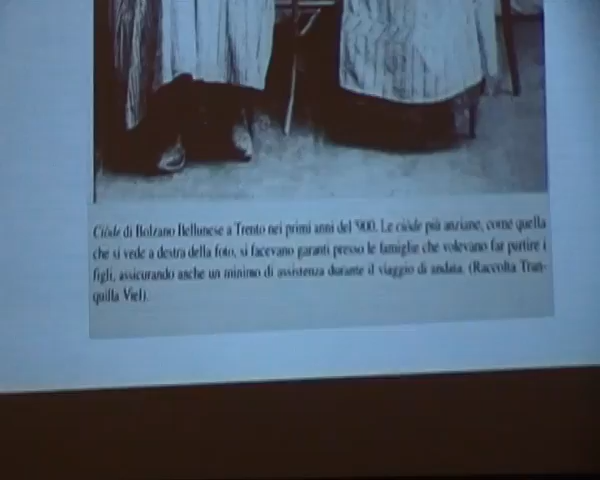 Ciòde di Bolzano Bellunese a Trento nei primi anni del '900. Le ciòde più anziane, come quella
che si vede a destra della foto, si facevano garanti presso le famiglie che volevano far partire i
figli, assicurando anche un minimo di assistenza durante il viaggio di andata. (Raccolta Tran-
quilla Viel).